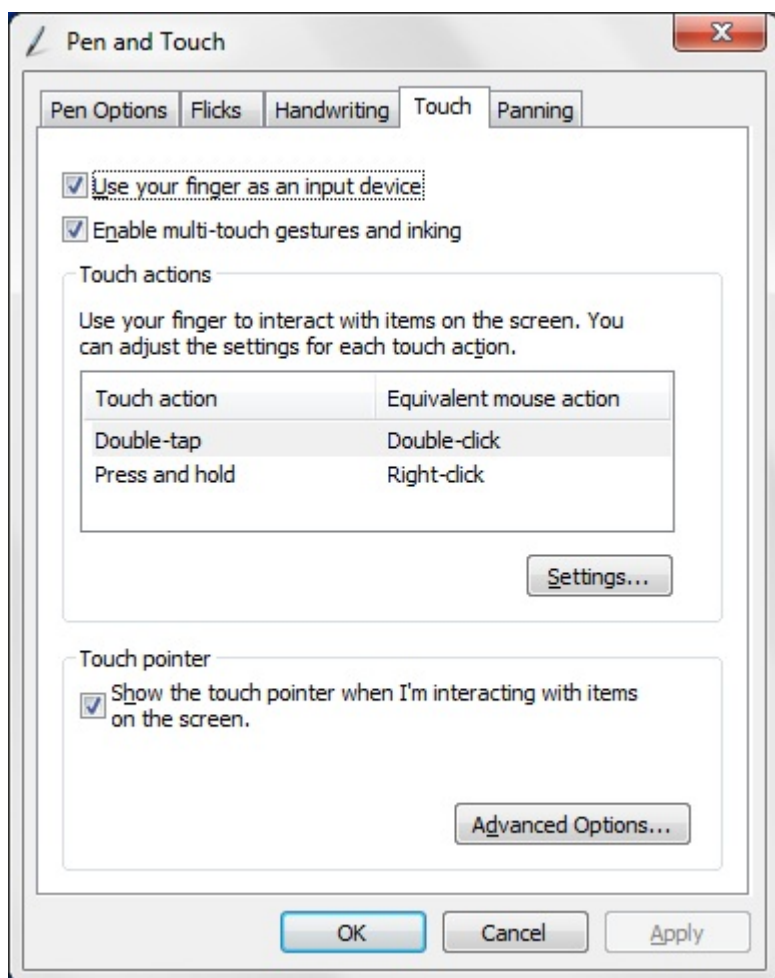 Pen and Touch
Pen Options Flicks Handwriting Touch Panning
Use your finger as an input device
Enable multi-touch gestures and inking
Touch actions
Use your finger to interact with items on the screen. You
can adjust the settings for each touch action.
Touch action Equivalent mouse action
Double-tap Double-click
Press and hold Right-click
Settings...
Touch pointer
Show the touch pointer when I'm interacting with items
on the screen.
Advanced Options...
OK Cancel Apply